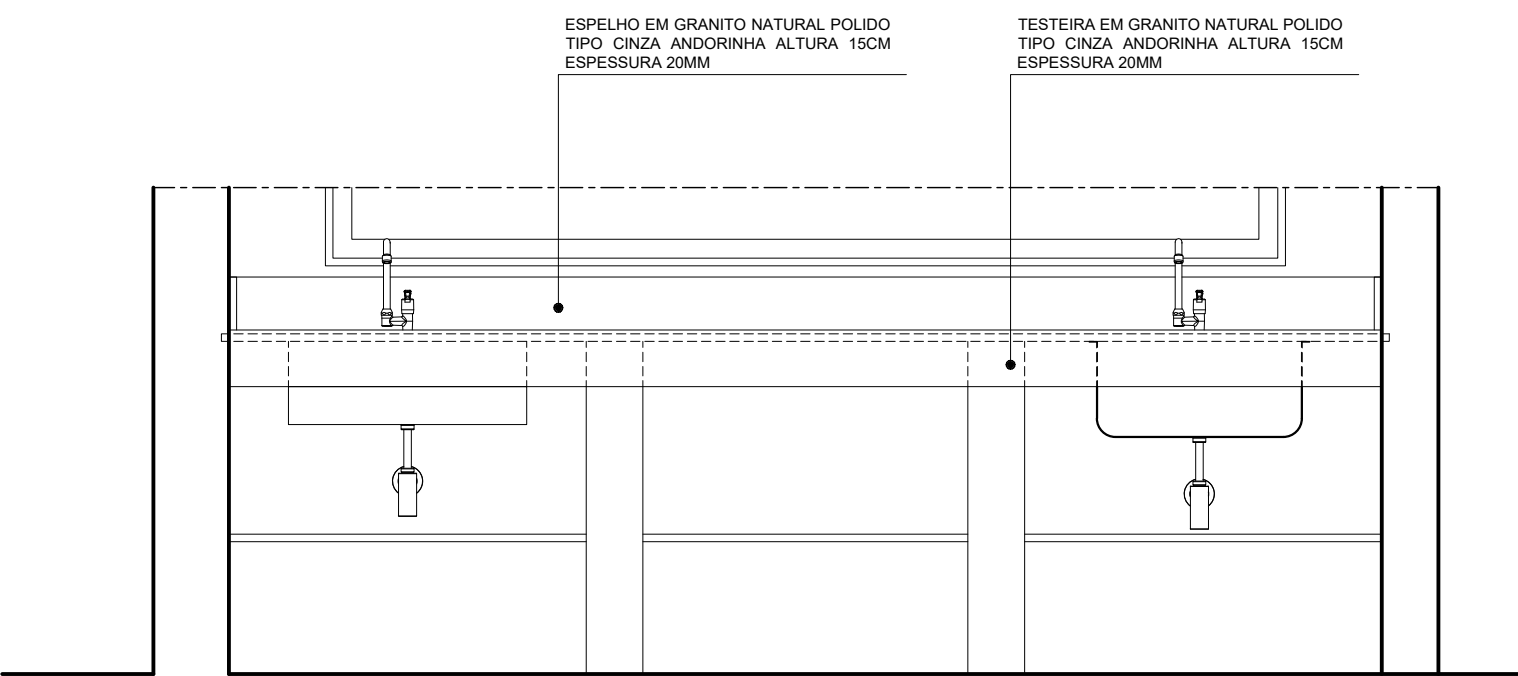 ESPELHO EM GRANITO NATURAL POLIDO
TIPO CINZA ANDORINHA ALTURA 15CM
ESPESSURA 20MM
TESTEIRA EM GRANITO NATURAL POLIDO
TIPO CINZA ANDORINHA ALTURA 15CM
ESPESSURA 20MM